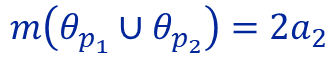 m(θ_{p_1} ∪ θ_{p_2}) = 2a_2